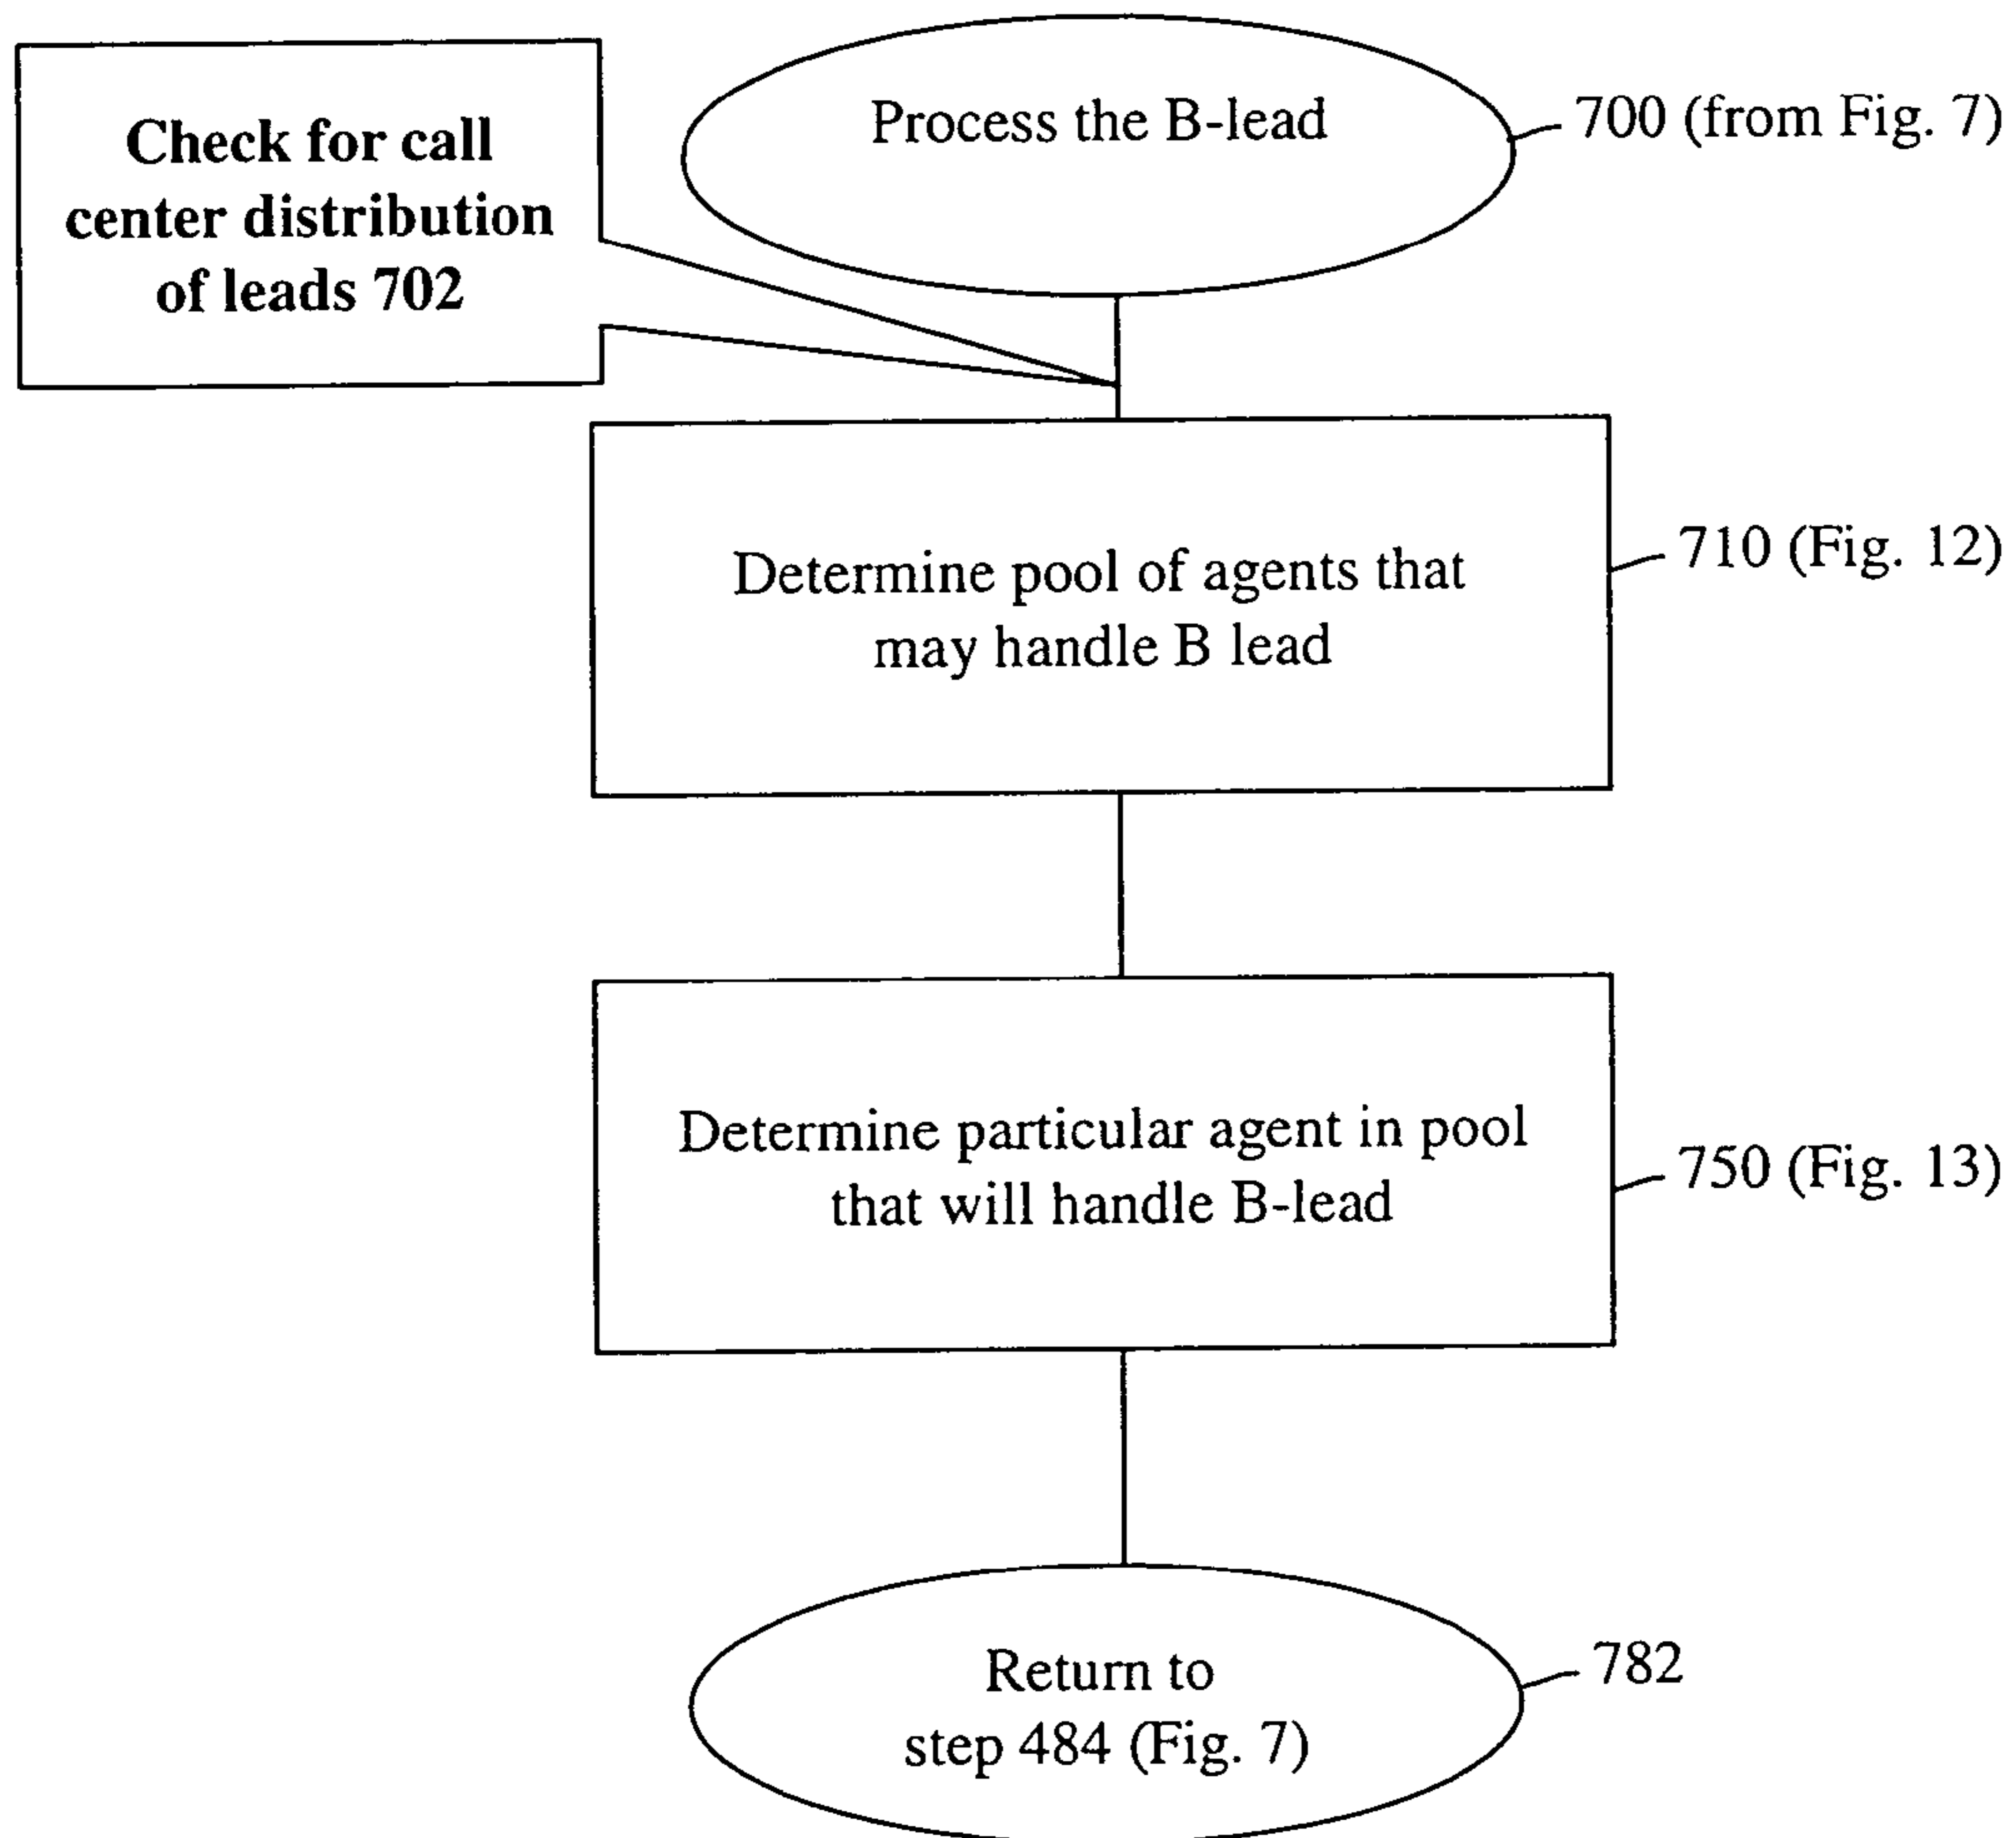 Check for call
center distribution
of leads 702
Process the B-lead
700 (from Fig. 7)
Determine pool of agents that
may handle B lead
710 (Fig. 12)
Determine particular agent in pool
that will handle B-lead
750 (Fig. 13)
Return to
step 484 (Fig. 7)
782